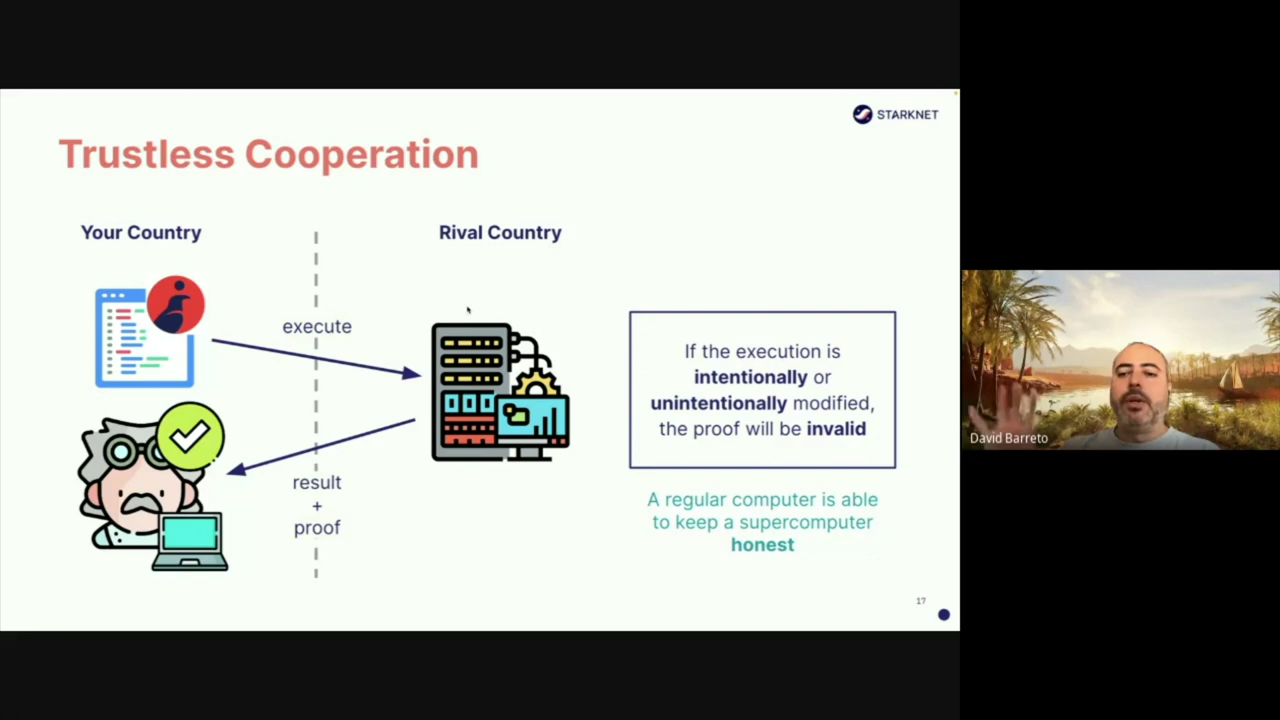 STARKNET
Trustless Cooperation
Your Country
Rival Country
execute
result
+
proof
If the execution is
intentionally or
unintentionally modified,
the proof will be invalid
A regular computer is able
to keep a supercomputer
honest
17
David Barreto